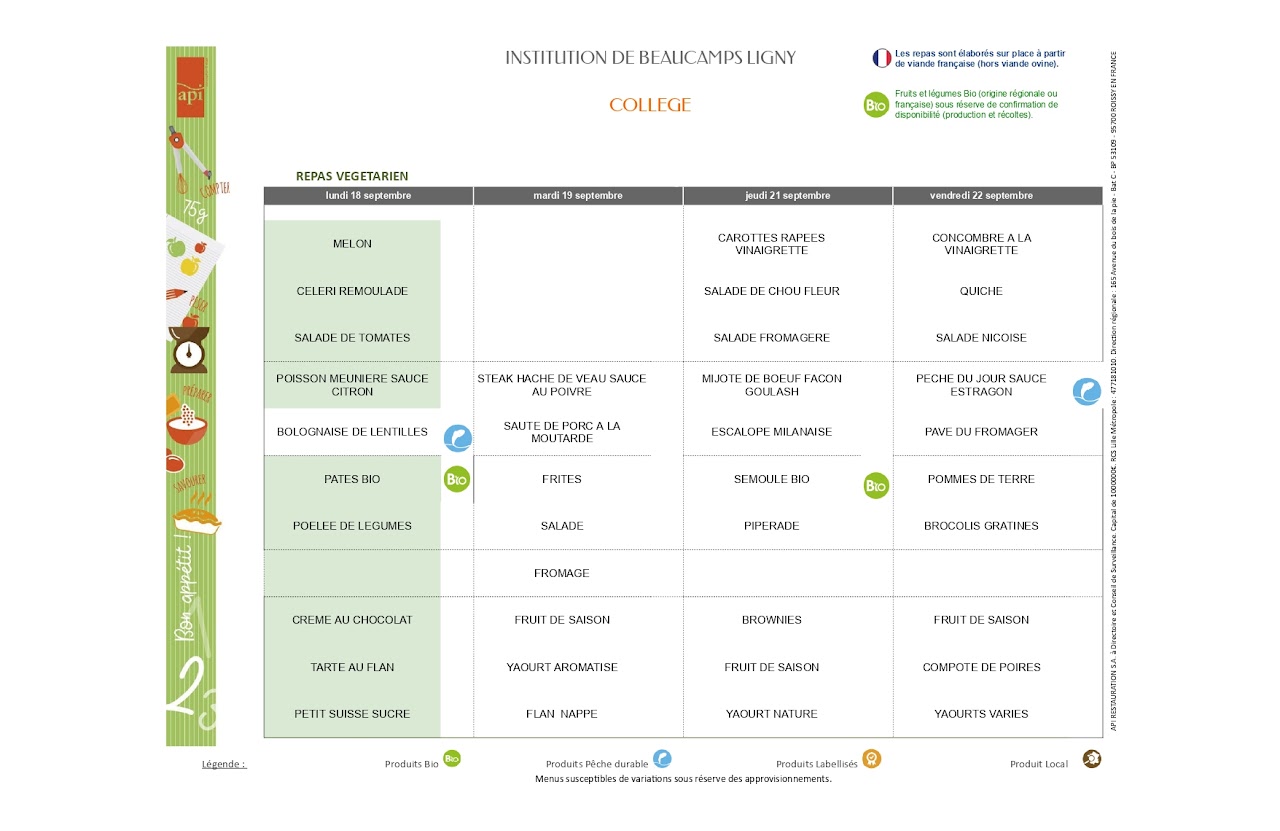 INSTITUTION DE BEAUCAMPS LIGNY
COLLEGE
Les repas sont élaborés sur place à partir
de viande française (hors viande ovine).
Bio
Fruits et légumes Bio (origine régionale ou
française) sous réserve de confirmation de
disponibilité (production et récoltes).
api
COMPTER
75g
PESER
PRÉPARER
SAVOURER
Bon appétit !
2
3
REPAS VEGETARIEN
lundi 18 septembre
mardi 19 septembre
jeudi 21 septembre
vendredi 22 septembre
MELON
CAROTTES RAPEES
VINAIGRETTE
CONCOMBRE A LA
VINAIGRETTE
CELERI REMOULADE
SALADE DE CHOU FLEUR
QUICHE
SALADE DE TOMATES
SALADE FROMAGERE
SALADE NICOISE
POISSON MEUNIERE SAUCE
CITRON
STEAK HACHE DE VEAU SAUCE
AU POIVRE
MIJOTE DE BOEUF FACON
GOULASH
PECHE DU JOUR SAUCE
ESTRAGON
BOLOGNAISE DE LENTILLES
SAUTE DE PORC A LA
MOUTARDE
ESCALOPE MILANAISE
PAVE DU FROMAGER
PATES BIO
Bio
FRITES
SEMOULE BIO
Bio
POMMES DE TERRE
POELEE DE LEGUMES
SALADE
PIPERADE
BROCOLIS GRATINES
FROMAGE
CREME AU CHOCOLAT
FRUIT DE SAISON
BROWNIES
FRUIT DE SAISON
TARTE AU FLAN
YAOURT AROMATISE
FRUIT DE SAISON
COMPOTE DE POIRES
PETIT SUISSE SUCRE
FLAN NAPPE
YAOURT NATURE
YAOURTS VARIES
Légende :
Produits Bio
Bio
Produits Pêche durable
Produits Labellisés
Produit Local
Menus susceptibles de variations sous réserve des approvisionnements.
API RESTAURATION S.A. à Directoire et Conseil de Surveillance. Capital de 1000000€. RCS Lille Métropole : 477181010. Direction régionale : 165 Avenue du bois de la pie - Bat C - BP 53109 - 95700 ROISSY EN FRANCE